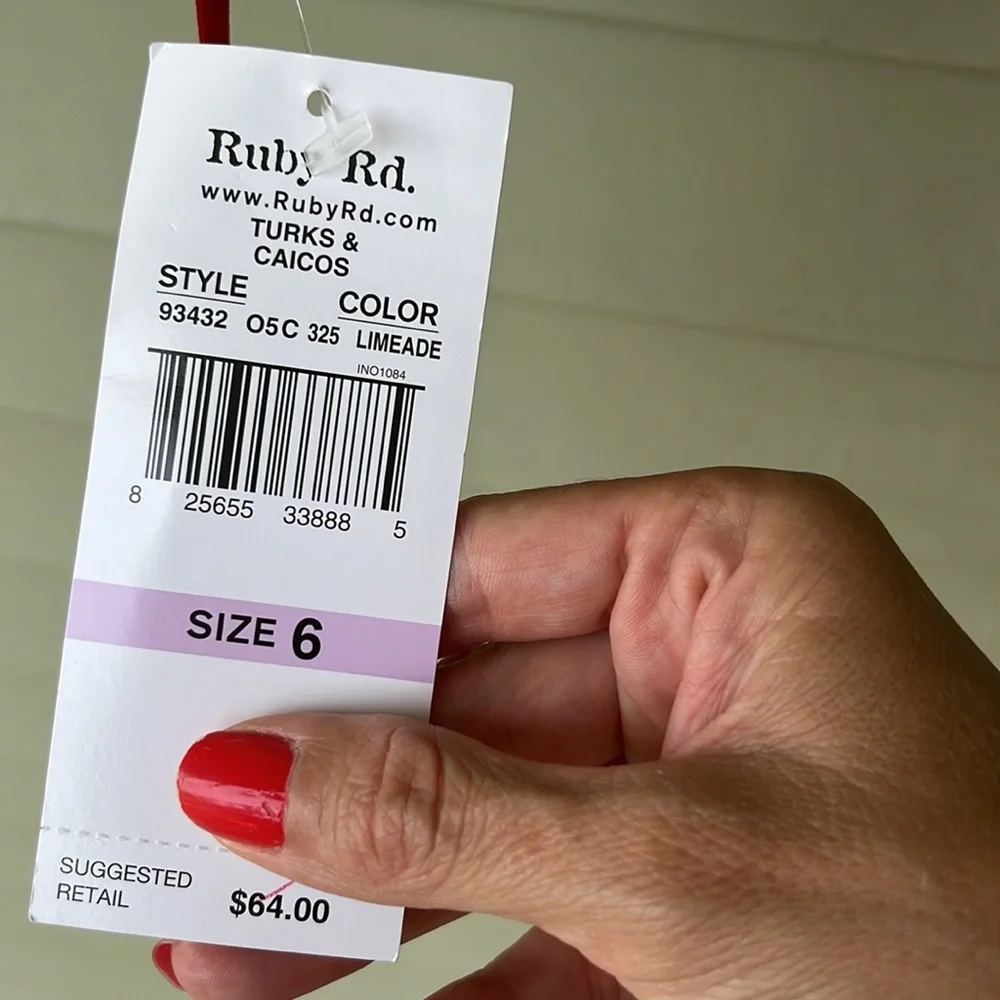 Ruby Rd.
www.RubyRd.com
TURKS &
CAICOS
STYLE COLOR
93432 O5C 325 LIMEADE
INO1084
8 25655 33888 5
SIZE 6
SUGGESTED
RETAIL $64.00